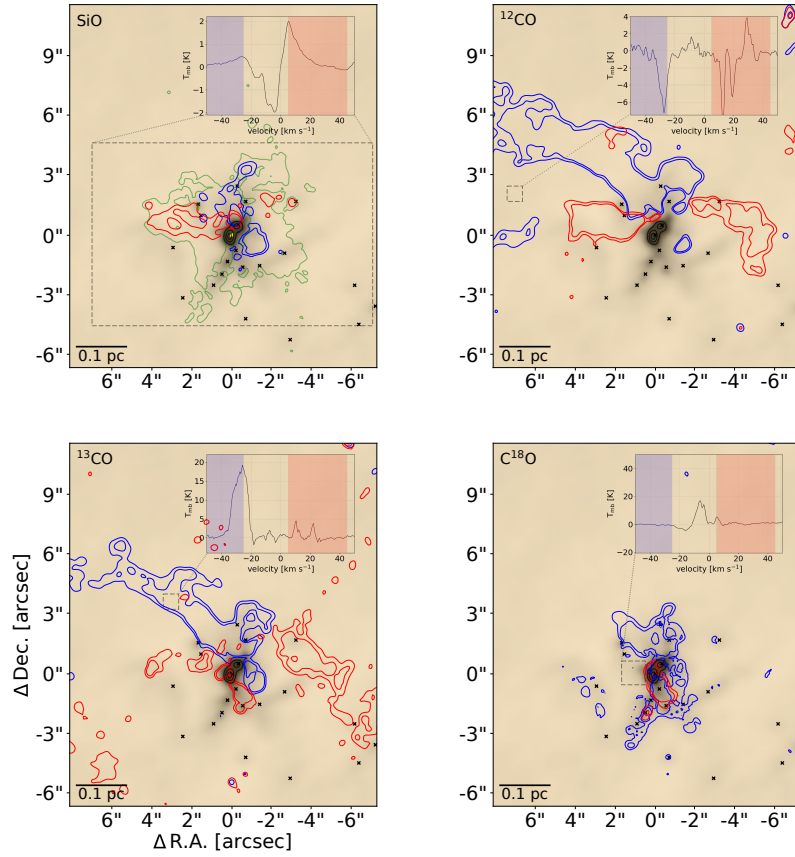 SiO
T_mb [K]
2
1
0
−1
−2
−40 −20 0 20 40
velocity [km s⁻¹]
11"
9"
6"
3"
0"
-3"
-6"
0.1 pc
6" 4" 2" 0" -2" -4" -6"
¹²CO
T_mb [K]
4
2
0
−2
−4
−6
−40 −20 0 20 40
velocity [km s⁻¹]
11"
9"
6"
3"
0"
-3"
-6"
0.1 pc
6" 4" 2" 0" -2" -4" -6"
¹³CO
T_mb [K]
20
15
10
5
0
−40 −20 0 20 40
velocity [km s⁻¹]
9"
6"
3"
0"
-3"
-6"
Δ Dec. [arcsec]
0.1 pc
6" 4" 2" 0" -2" -4" -6"
Δ R.A. [arcsec]
C¹⁸O
T_mb [K]
40
20
0
−20
−40 −20 0 20 40
velocity [km s⁻¹]
9"
6"
3"
0"
-3"
-6"
0.1 pc
6" 4" 2" 0" -2" -4" -6"